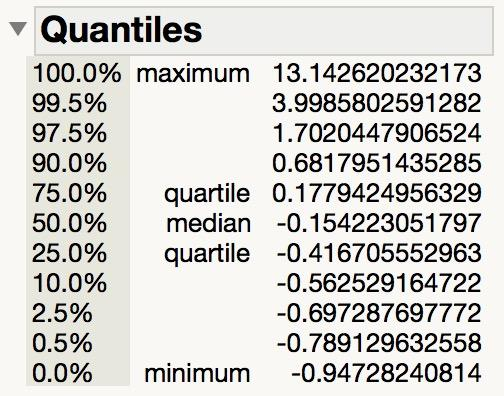 Quantiles
100.0% maximum 13.142620232173
99.5% 3.9985802591282
97.5% 1.7020447906524
90.0% 0.6817951435285
75.0% quartile 0.1779424956329
50.0% median -0.154223051797
25.0% quartile -0.416705552963
10.0% -0.562529164722
2.5% -0.697287697772
0.5% -0.789129632558
0.0% minimum -0.94728240814